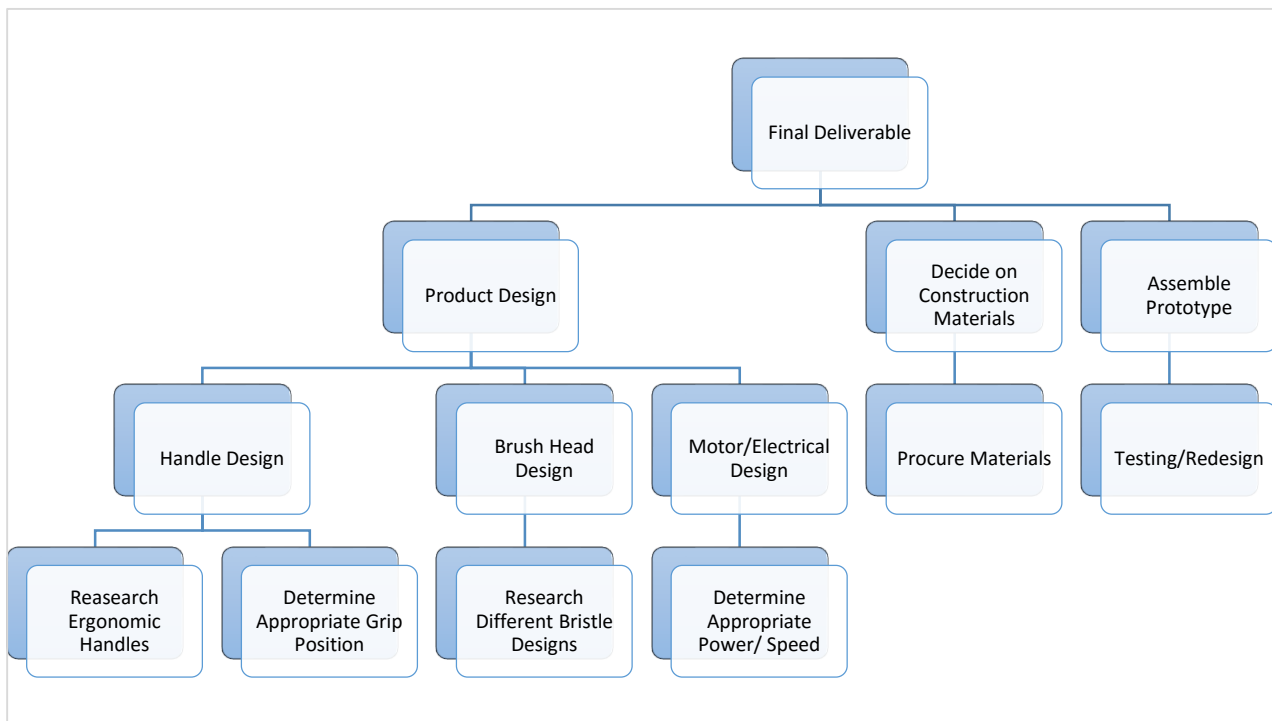 Final Deliverable
Product Design
Decide on
Construction
Materials
Assemble
Prototype
Handle Design
Brush Head
Design
Motor/Electrical
Design
Procure Materials
Testing/Redesign
Reasearch
Ergonomic
Handles
Determine
Appropriate Grip
Position
Research
Different Bristle
Designs
Determine
Appropriate
Power/ Speed